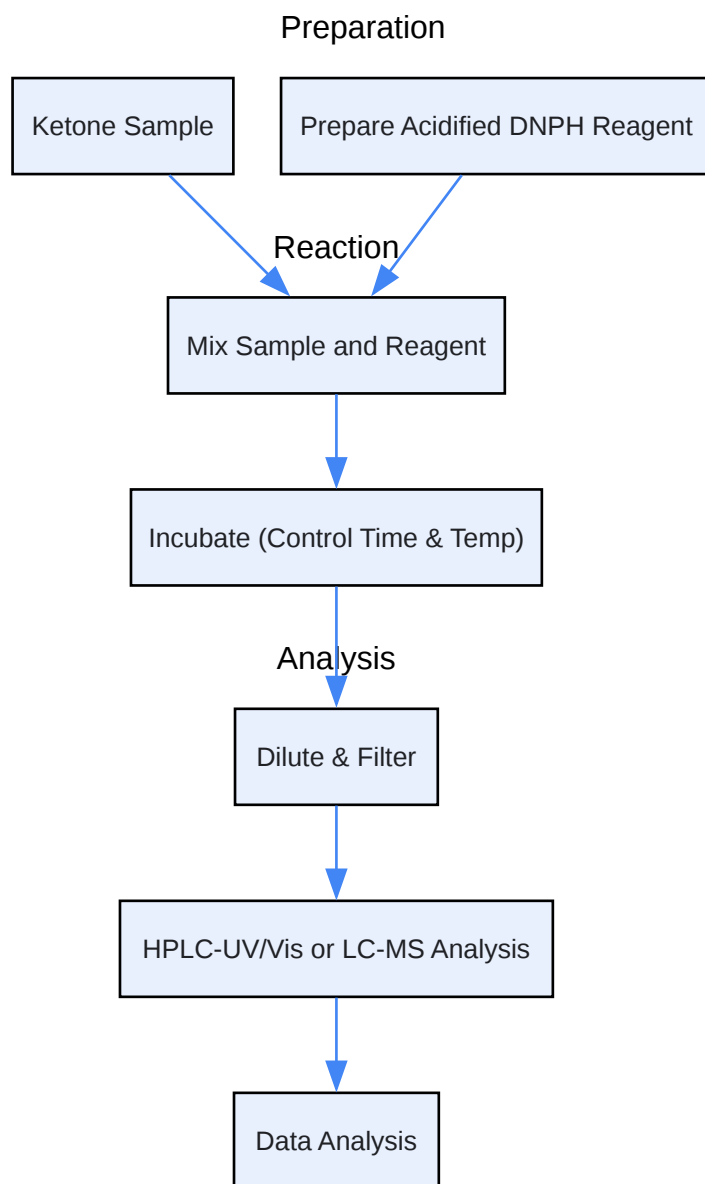 Preparation
Ketone Sample
Prepare Acidified DNPH Reagent
Reaction
Mix Sample and Reagent
Incubate (Control Time & Temp)
Analysis
Dilute & Filter
HPLC-UV/Vis or LC-MS Analysis
Data Analysis